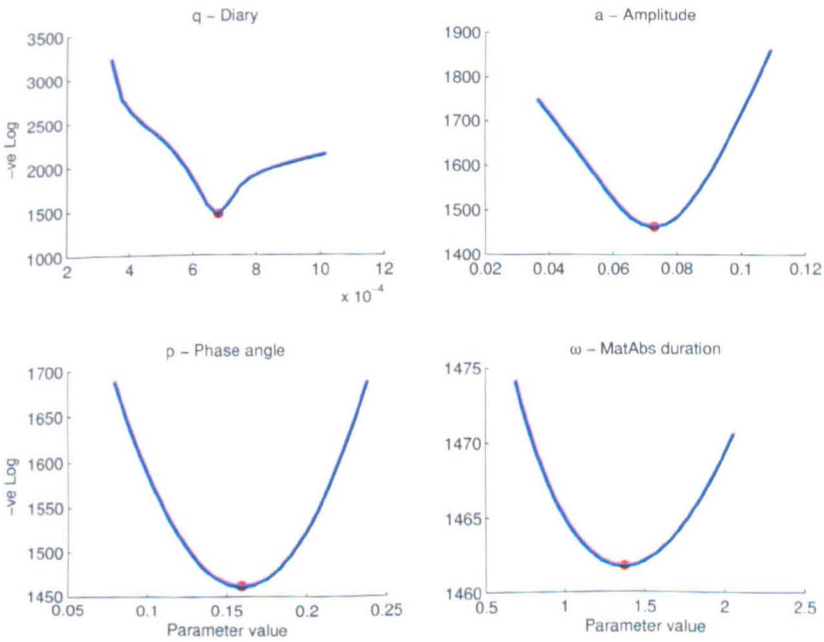 q – Diary
3500
3000
2500
2000
1500
1000
–ve Log
2 4 6 8 10 12
x 10⁻⁴
a – Amplitude
1900
1800
1700
1600
1500
1400
0.02 0.04 0.06 0.08 0.1 0.12
p – Phase angle
1700
1650
1600
1550
1500
1450
–ve Log
0.05 0.1 0.15 0.2 0.25
Parameter value
ω – MatAbs duration
1475
1470
1465
1460
0.5 1 1.5 2 2.5
Parameter value